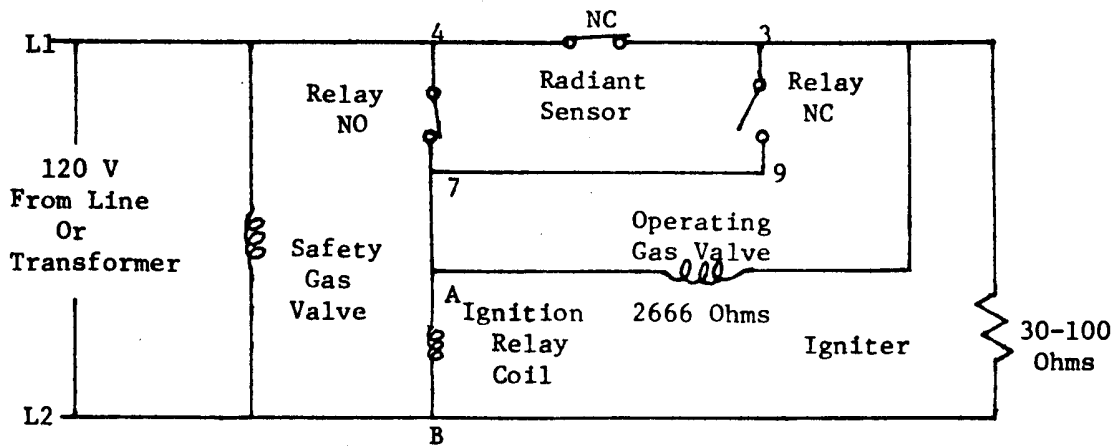 L1
4
NC
3
Relay
NO
Radiant
Sensor
Relay
NC
120 V
From Line
Or
Transformer
7
9
Safety
Gas
Valve
Operating
Gas Valve
A
Ignition
Relay
Coil
2666 Ohms
Igniter
30-100
Ohms
L2
B